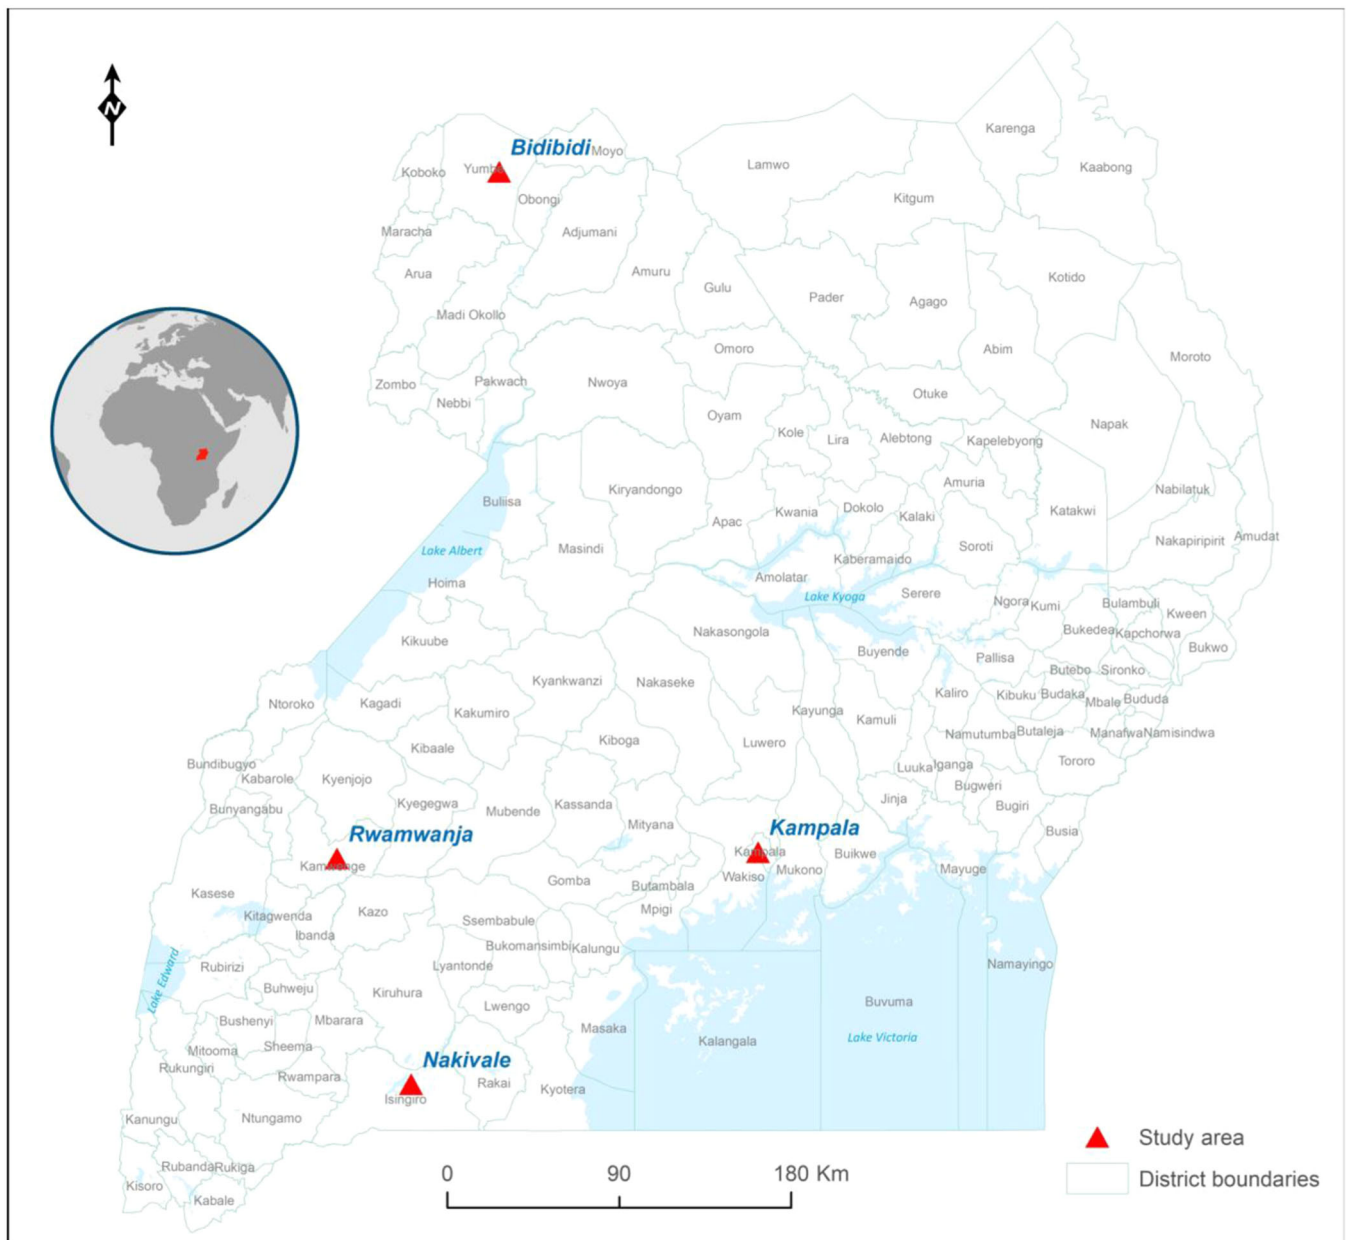 N
Karenga
Kaabong
Bidibidi
Moyo
Lamwo
Koboko
Obongi
Kitgum
Maracha
Adjumani
Arua
Amuru
Gulu
Pader
Agago
Kotido
Madi Okollo
Omoro
Abim
Moroto
Zombo
Pakwach
Nwoya
Otuke
Nebbi
Oyam
Kole
Lira
Alebtong
Kapelebyong
Napak
Buliisa
Kiryandongo
Amuria
Nabilatuk
Apac
Kwania
Dokolo
Kalaki
Katakwi
Lake Albert
Masindi
Soroti
Nakapiripirit
Amudat
Kaberamaido
Hoima
Amolatar
Lake Kyoga
Serere
Ngora
Kumi
Bulambuli
Kween
Kikuube
Nakasongola
Bukedea
Kapchorwa
Bukwo
Buyende
Pallisa
Butebo
Sironko
Ntoroko
Kagadi
Kyankwanzi
Nakaseke
Kaliro
Kibuku
Budaka
Mbale
Bududa
Kakumiro
Kayunga
Kamuli
Kibaale
Kiboga
Luwero
Namutumba
Butaleja
Manafwa
Namisindwa
Bundibugyo
Kabarole
Kyenjojo
Luuka
Iganga
Tororo
Bunyangabu
Kyegegwa
Mubende
Kassanda
Jinja
Bugweri
Bugiri
Rwamwanja
Mityana
Kampala
Busia
Kampala
Buikwe
Wakiso
Mukono
Mayuge
Kasese
Gomba
Butambala
Kitagwenda
Kazo
Ssembabule
Mpigi
Ibanda
Bukomansimbi
Kalungu
Lake Edward
Rubirizi
Lyantonde
Namayingo
Buhweju
Kiruhura
Lwengo
Buvuma
Bushenyi
Mbarara
Masaka
Kalangala
Lake Victoria
Mitooma
Sheema
Nakivale
Rukungiri
Rwampara
Isingiro
Rakai
Kyotera
Kanungu
Ntungamo
Rubanda
Rukiga
Kisoro
Kabale
0 90 180 Km
Study area
District boundaries